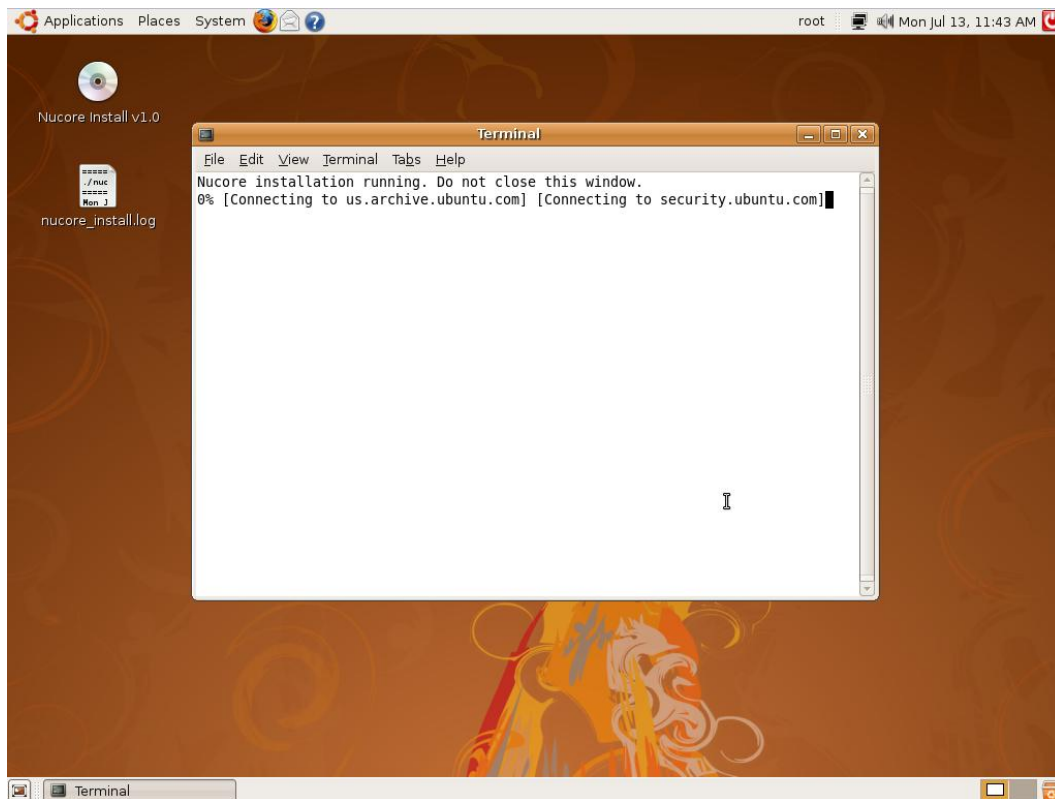 Applications Places System root Mon Jul 13, 11:43 AM
Nucore Install v1.0
=====
./nuc
=====
Mon J
nucore_install.log
Terminal
File Edit View Terminal Tabs Help
Nucore installation running. Do not close this window.
0% [Connecting to us.archive.ubuntu.com] [Connecting to security.ubuntu.com]
Terminal